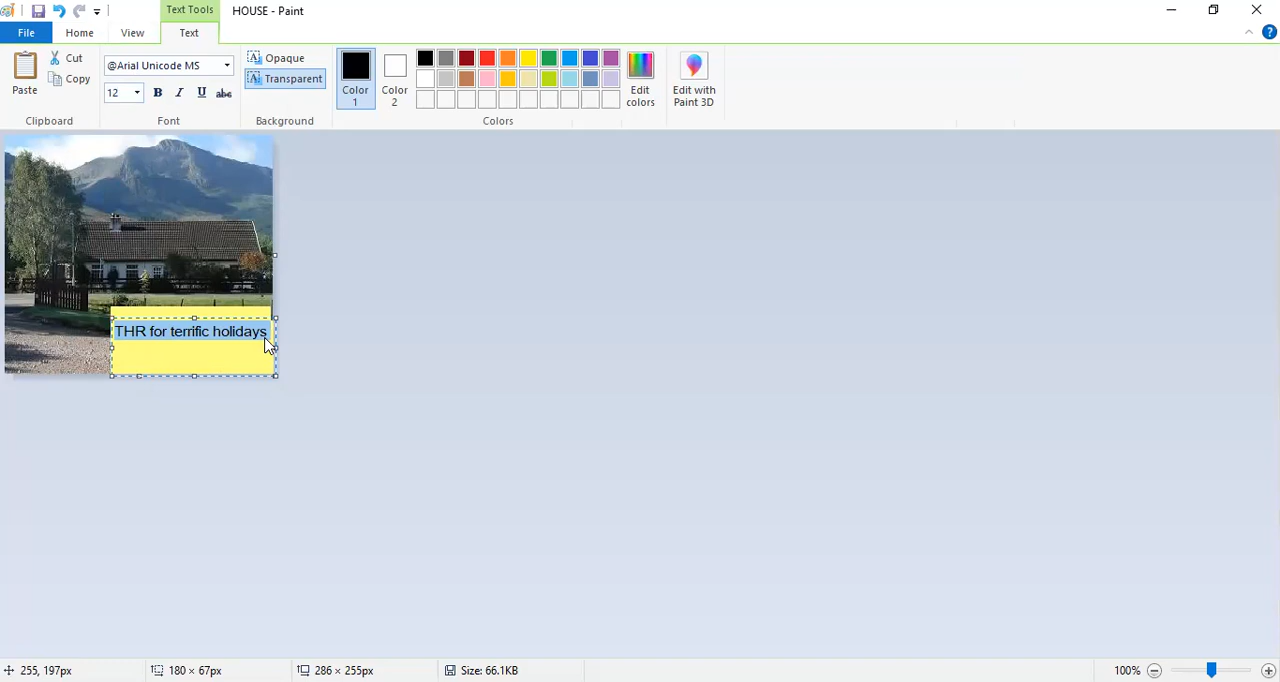 Text Tools
HOUSE - Paint
File
Home
View
Text
Paste
Cut
Copy
Clipboard
@Arial Unicode MS
12
B
I
U
abc
Font
Opaque
Transparent
Background
Color 1
Color 2
Edit colors
Colors
Edit with Paint 3D
THR for terrific holidays
255, 197px
180 × 67px
286 × 255px
Size: 66.1KB
100%